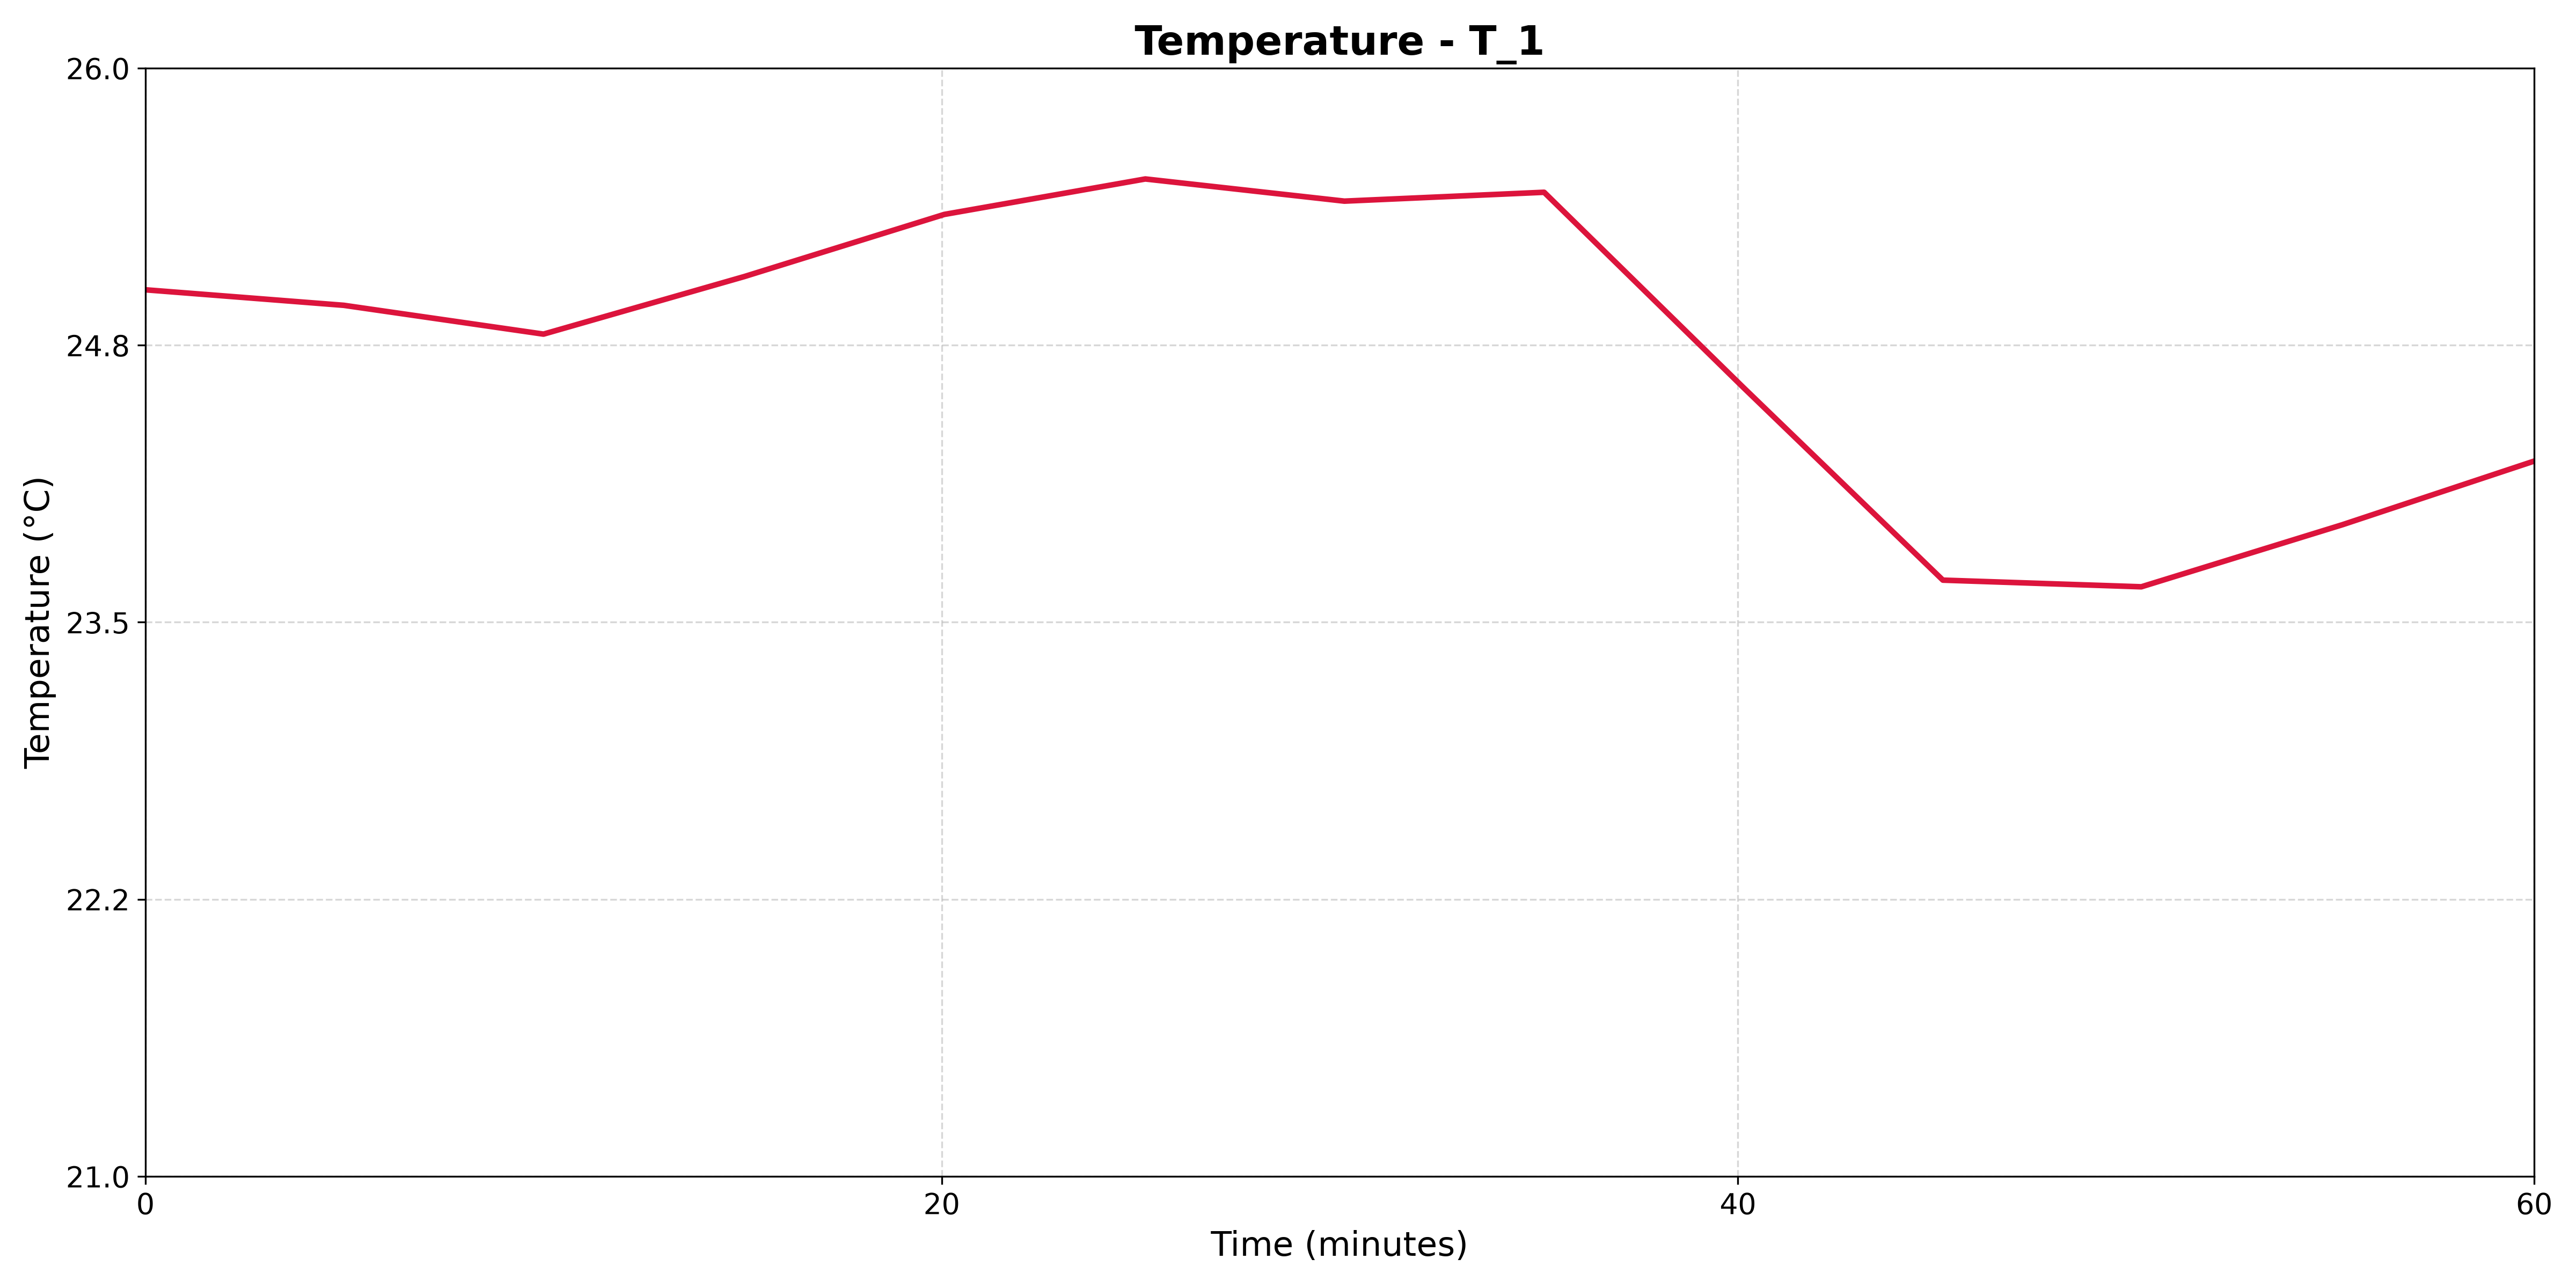 Temperature - T_1
26.0
24.8
23.5
22.2
21.0
Temperature (°C)
0 20 40 60
Time (minutes)